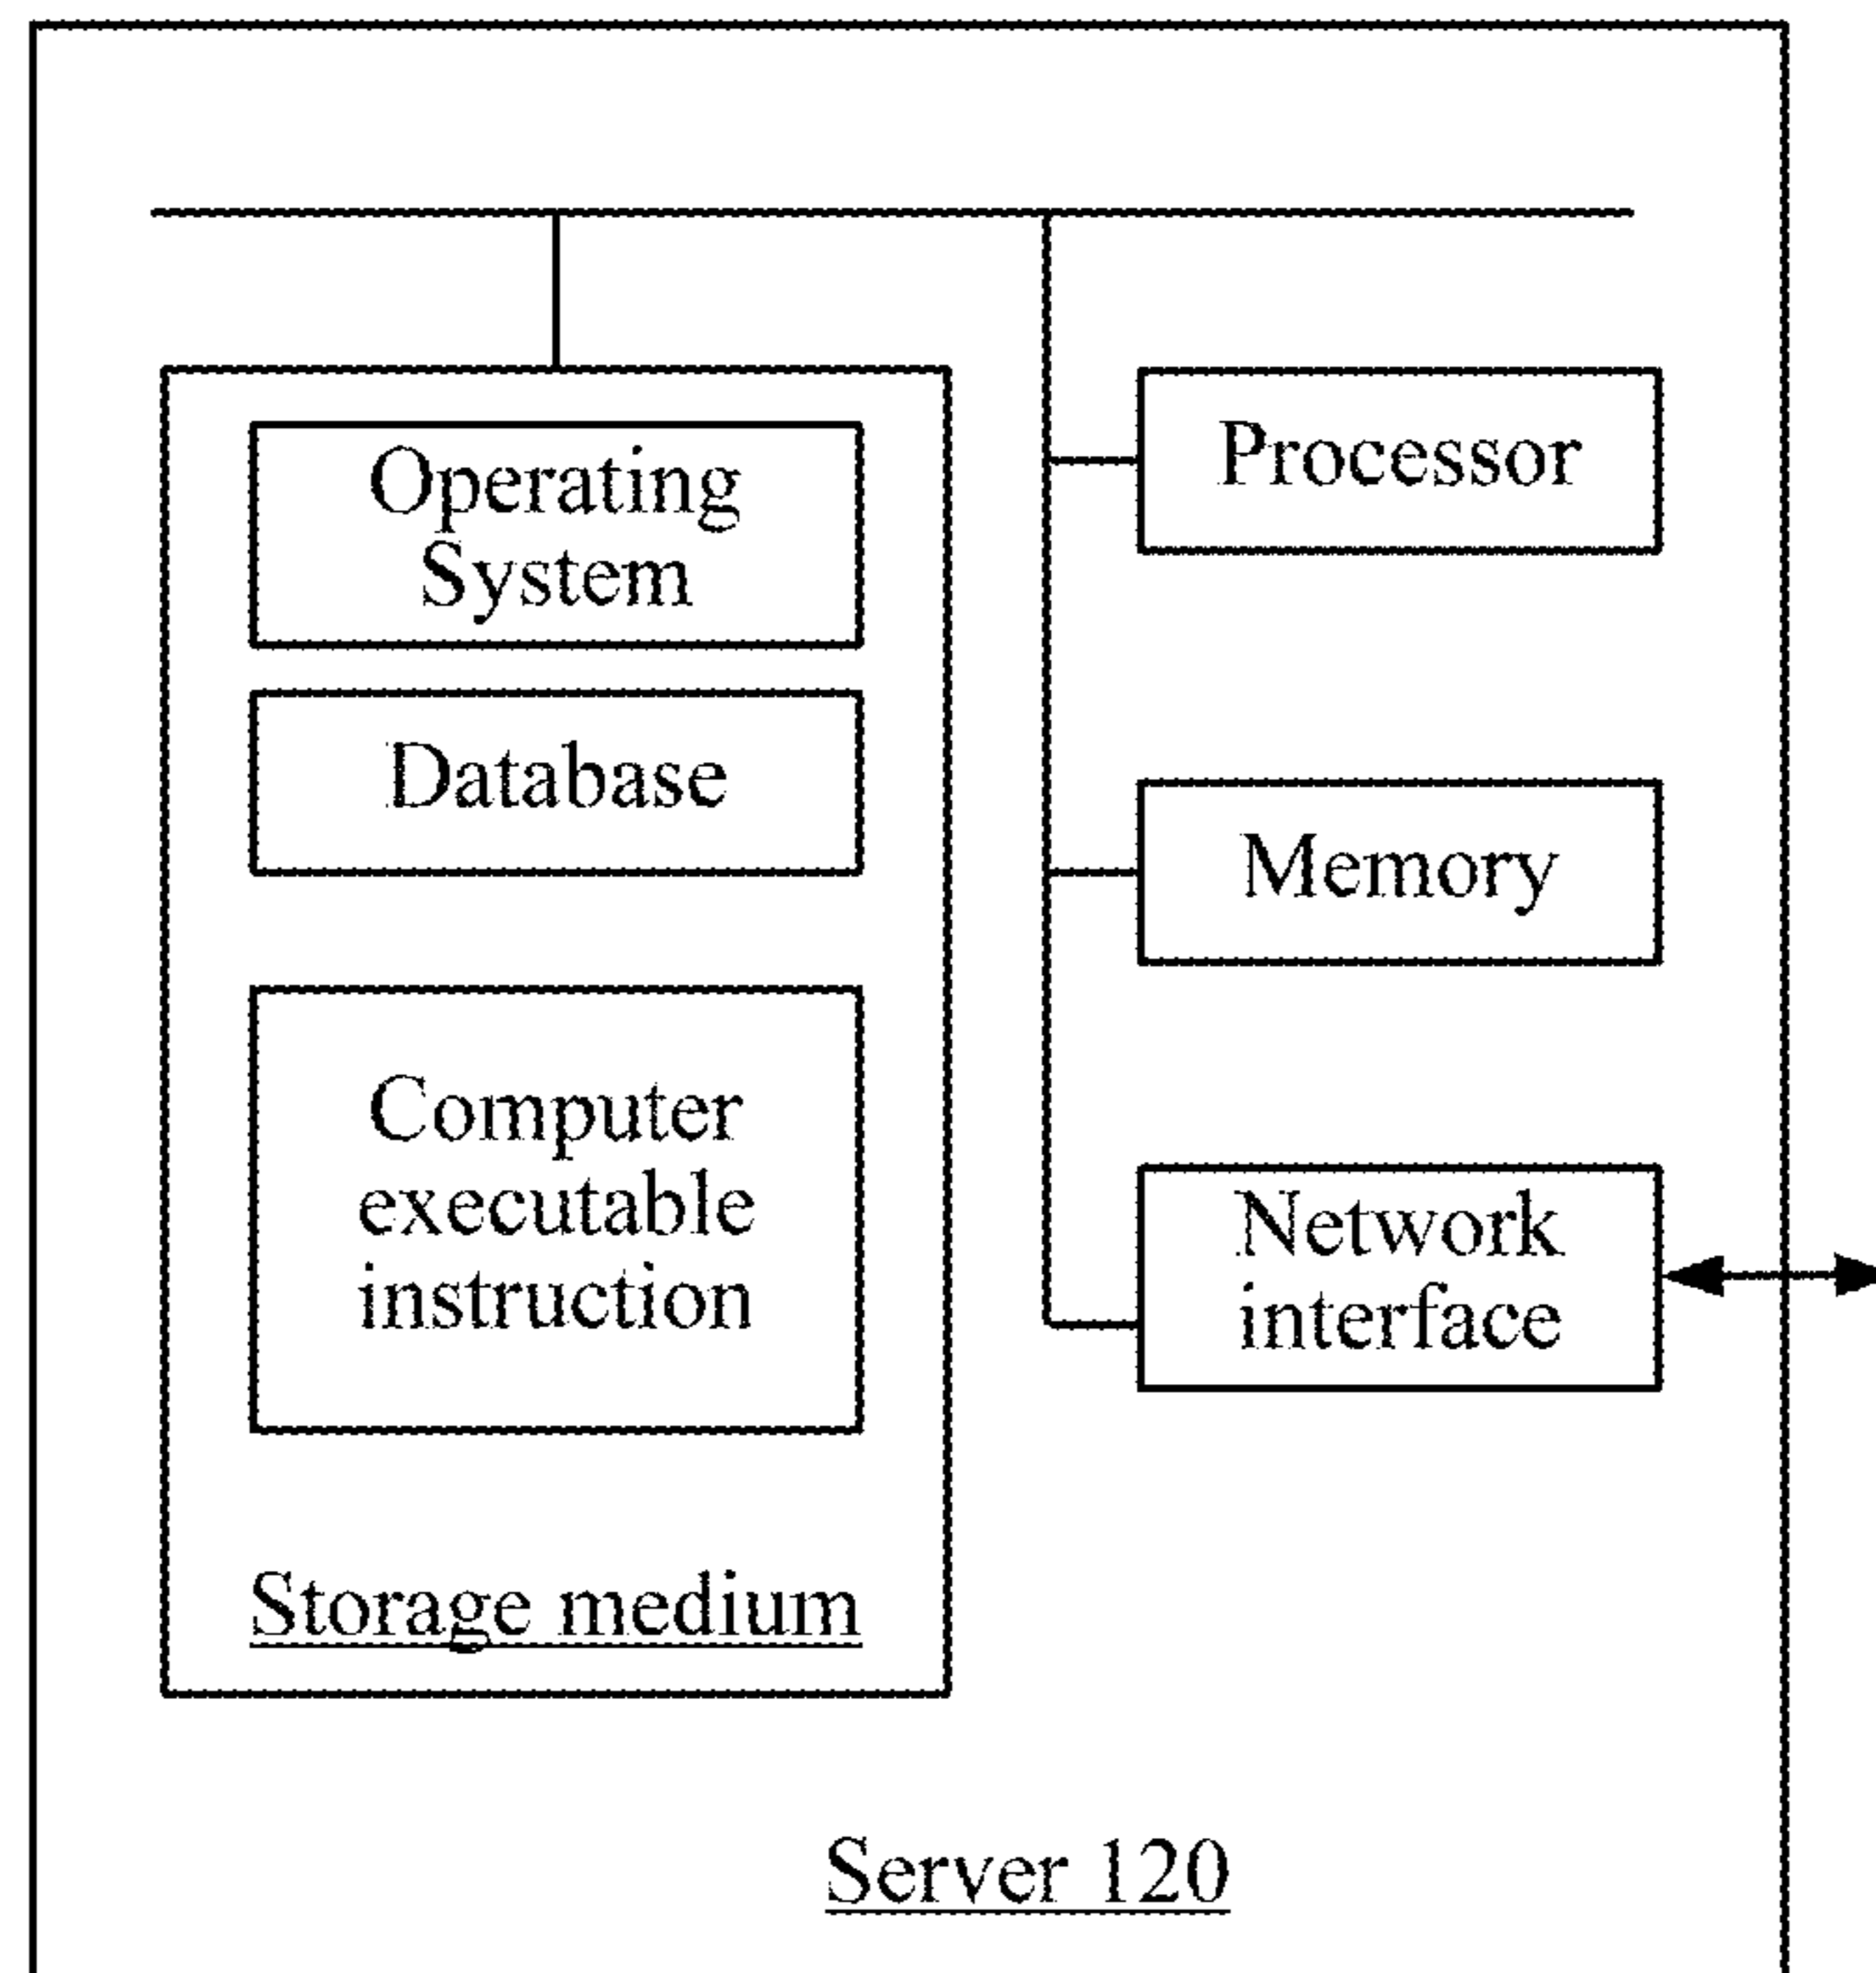 Operating
System
Database
Computer
executable
instruction
Storage medium
Processor
Memory
Network
interface
Server 120